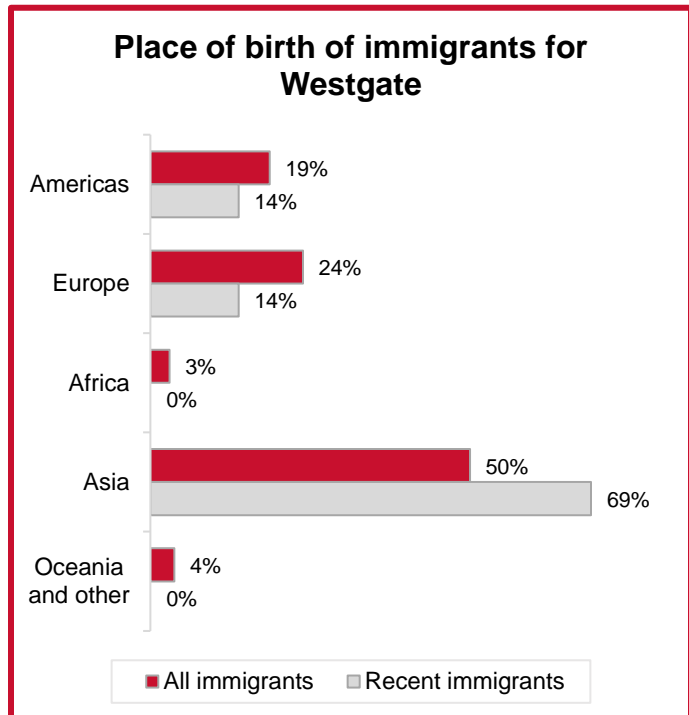 Place of birth of immigrants for
Westgate
Americas
19%
14%
Europe
24%
14%
Africa
3%
0%
Asia
50%
69%
Oceania
and other
4%
0%
All immigrants
Recent immigrants